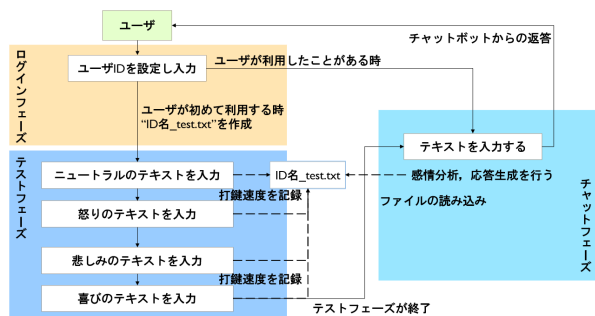 ユーザ
チャットボットからの返答
ログインフェーズ
ユーザIDを設定し入力
ユーザが利用したことがある時
ユーザが初めて利用する時
“ID名_test.txt”を作成
テキストを入力する
テストフェーズ
ニュートラルのテキストを入力
ID名_test.txt
感情分析，応答生成を行う
打鍵速度を記録
怒りのテキストを入力
ファイルの読み込み
チャットフェーズ
悲しみのテキストを入力
打鍵速度を記録
喜びのテキストを入力
テストフェーズが終了